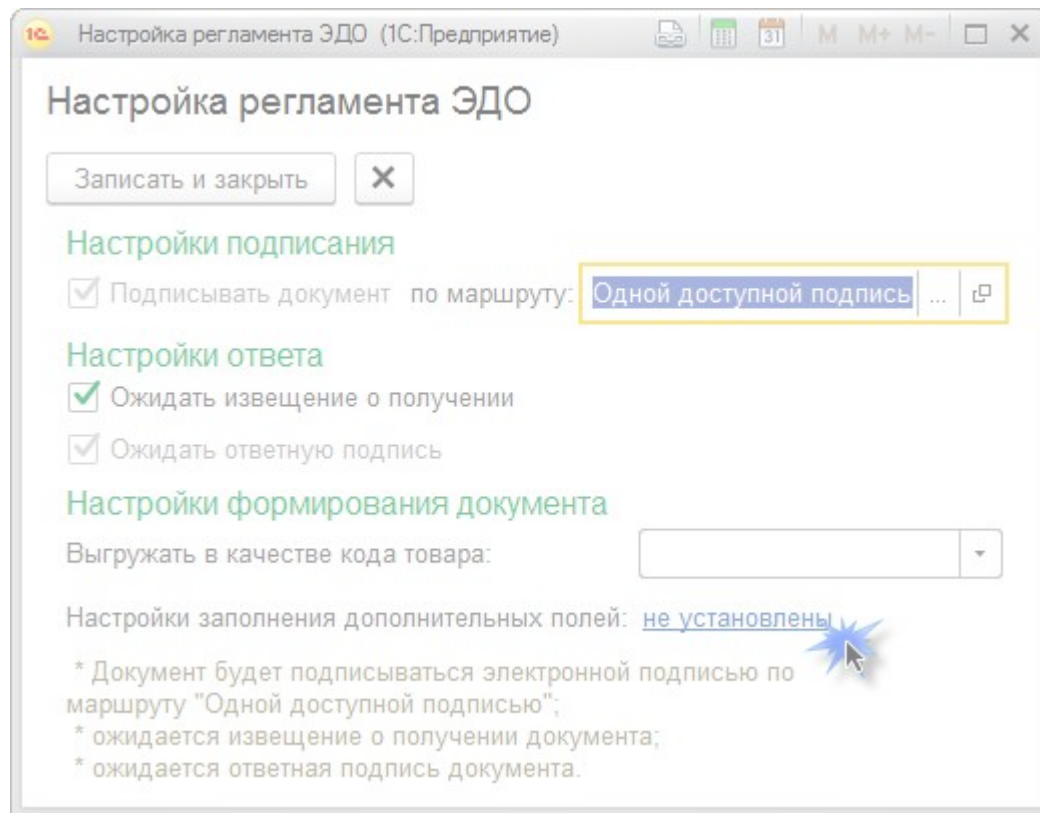 1С Настройка регламента ЭДО (1С:Предприятие) 31 M M+ M-
Настройка регламента ЭДО
Записать и закрыть
Настройки подписания
Подписывать документ по маршруту: Одной доступной подпись ...
Настройки ответа
Ожидать извещение о получении
Ожидать ответную подпись
Настройки формирования документа
Выгружать в качестве кода товара:
Настройки заполнения дополнительных полей: не установлены
* Документ будет подписываться электронной подписью по
маршруту "Одной доступной подписью";
* ожидается извещение о получении документа;
* ожидается ответная подпись документа.